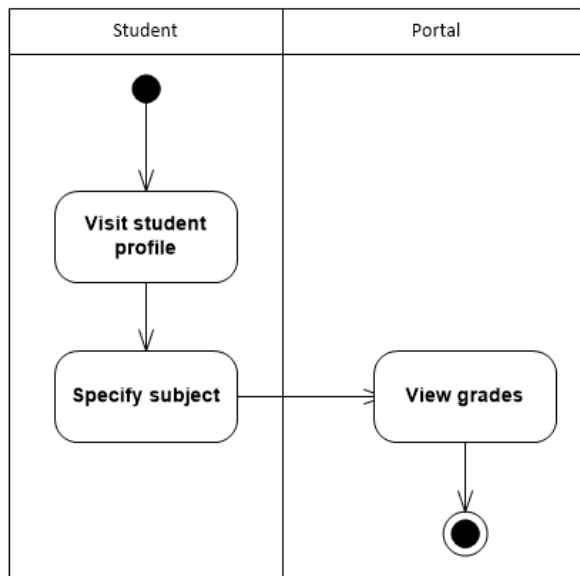 Student
Portal
Visit student
profile
Specify subject
View grades